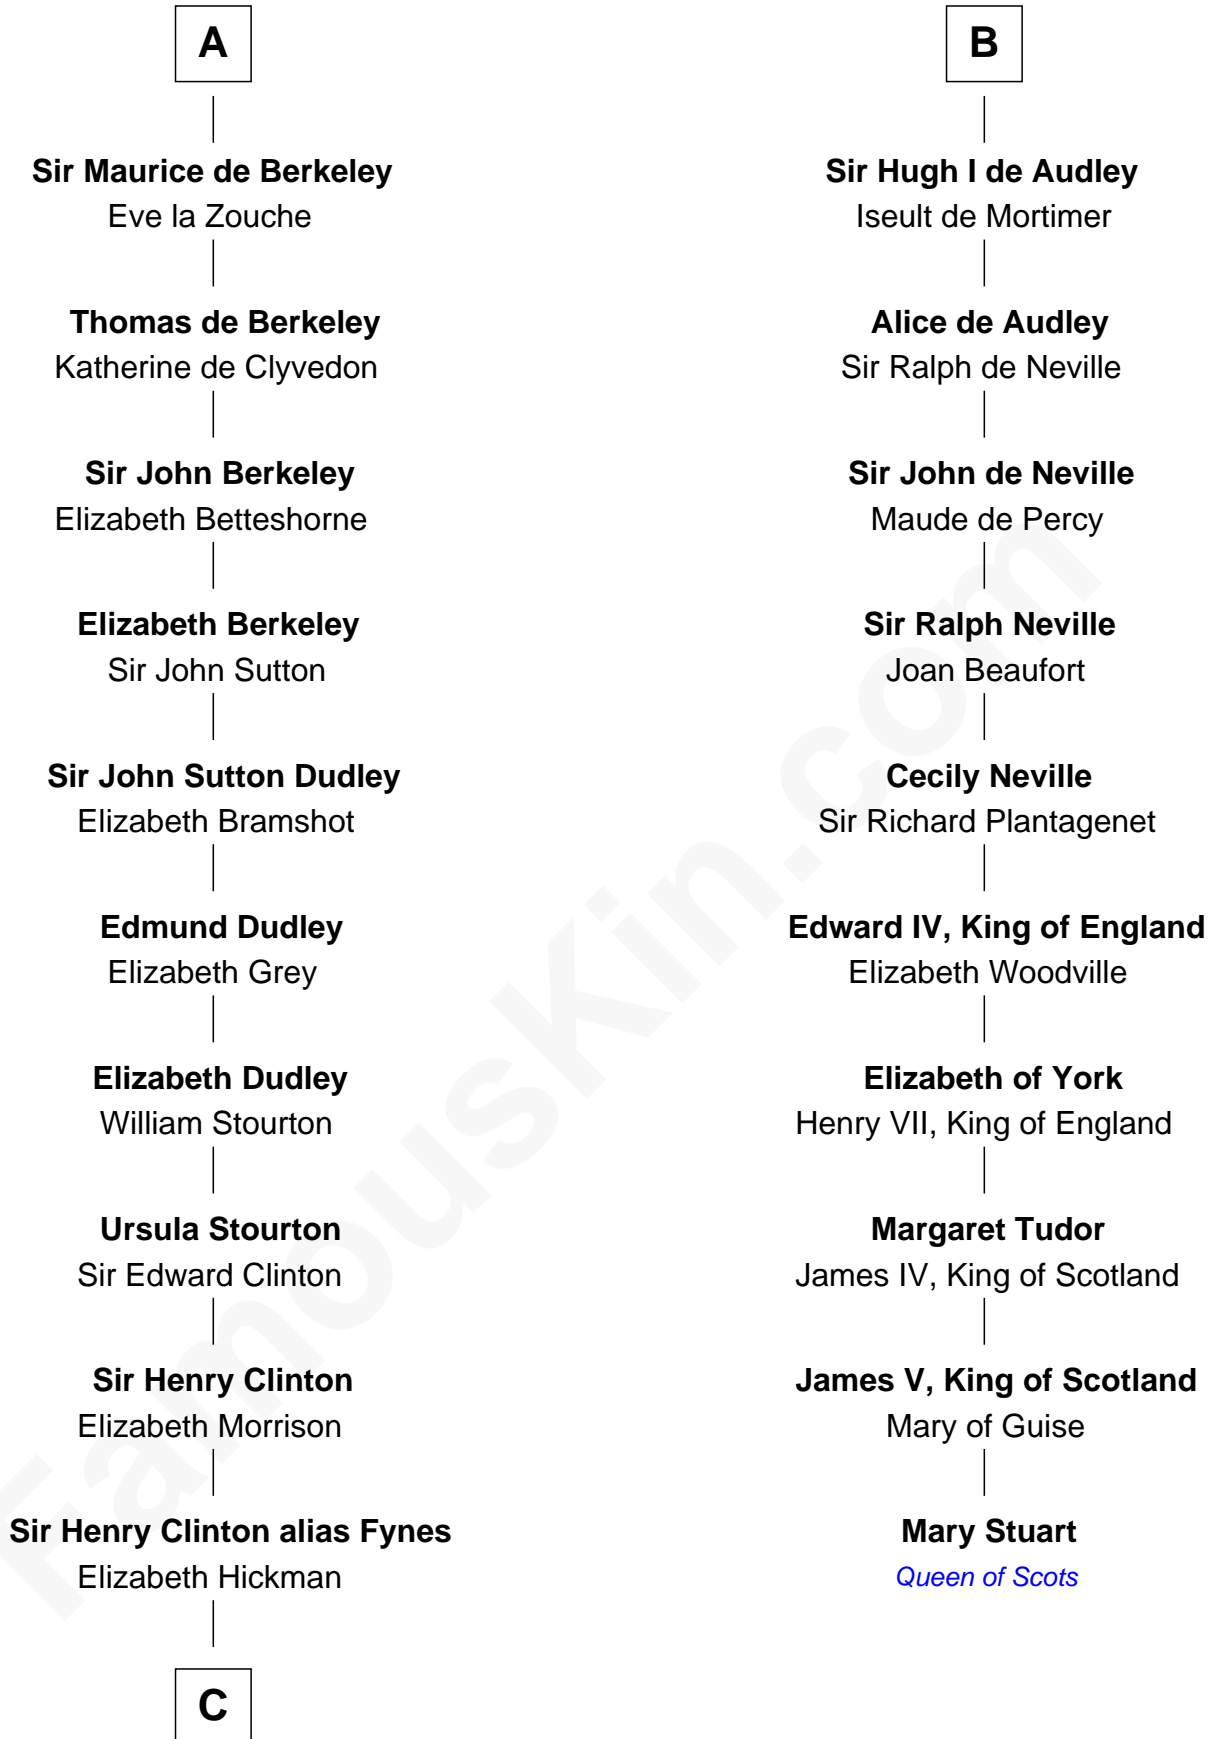 A
Sir Maurice de Berkeley
Eve la Zouche
Thomas de Berkeley
Katherine de Clyvedon
Sir John Berkeley
Elizabeth Betteshorne
Elizabeth Berkeley
Sir John Sutton
Sir John Sutton Dudley
Elizabeth Bramshot
Edmund Dudley
Elizabeth Grey
Elizabeth Dudley
William Stourton
Ursula Stourton
Sir Edward Clinton
Sir Henry Clinton
Elizabeth Morrison
Sir Henry Clinton alias Fynes
Elizabeth Hickman
C
B
Sir Hugh I de Audley
Iseult de Mortimer
Alice de Audley
Sir Ralph de Neville
Sir John de Neville
Maude de Percy
Sir Ralph Neville
Joan Beaufort
Cecily Neville
Sir Richard Plantagenet
Edward IV, King of England
Elizabeth Woodville
Elizabeth of York
Henry VII, King of England
Margaret Tudor
James IV, King of Scotland
James V, King of Scotland
Mary of Guise
Mary Stuart
Queen of Scots
FamousKin.com